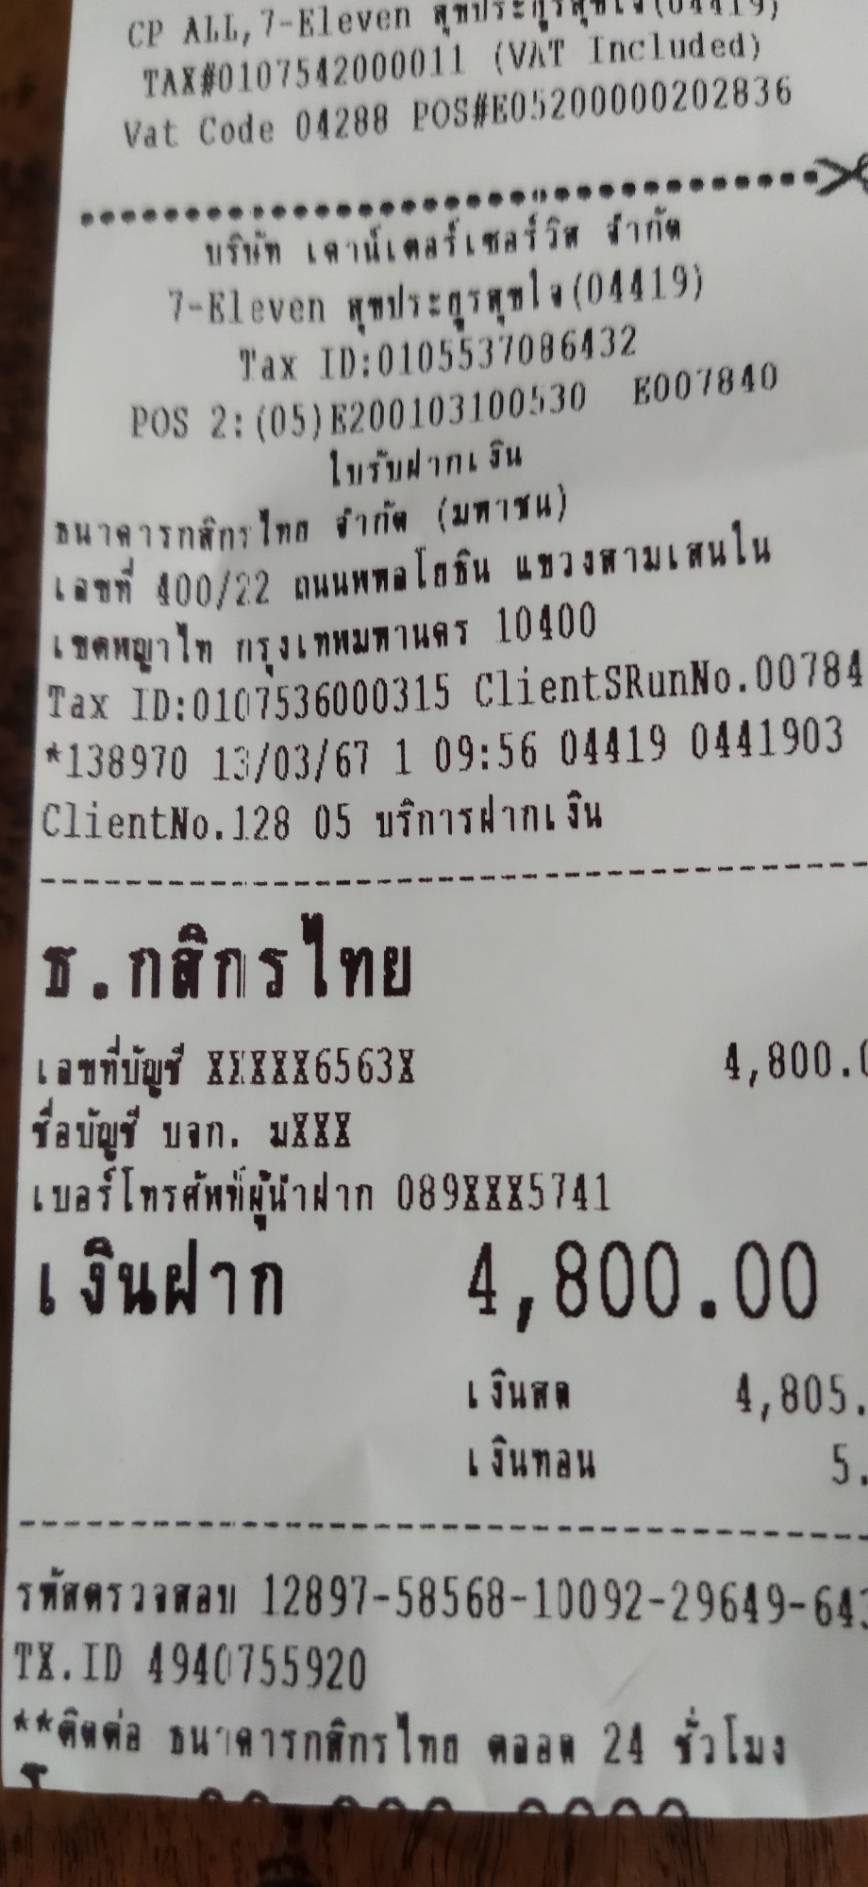 CP ALL, 7-Eleven สุขประยูรสุขใจ(04419)
TAX#0107542000011 (VAT Included)
Vat Code 04288 POS#E05200000202836
บริษัท เคาน์เตอร์เซอร์วิส จำกัด
7-Eleven สุขประยูรสุขใจ(04419)
Tax ID:0105537086432
POS 2:(05)E200103100530 E007840
ใบรับฝากเงิน
ธนาคารกสิกรไทย จำกัด (มหาชน)
เลขที่ 400/22 ถนนพหลโยธิน แขวงสามเสนใน
เขตพญาไท กรุงเทพมหานคร 10400
Tax ID:0107536000315 ClientSRunNo.00784
*138970 13/03/67 1 09:56 04419 0441903
ClientNo.128 05 บริการฝากเงิน
ธ.กสิกรไทย
เลขที่บัญชี XXXXX6563X 4,800.0
ชื่อบัญชี บจก. มXXX
เบอร์โทรศัพท์ผู้นำฝาก 089XXX5741
เงินฝาก 4,800.00
เงินสด 4,805.
เงินทอน 5.
รหัสตรวจสอบ 12897-58568-10092-29649-643
TX.ID 4940755920
**ติดต่อ ธนาคารกสิกรไทย ตลอด 24 ชั่วโมง